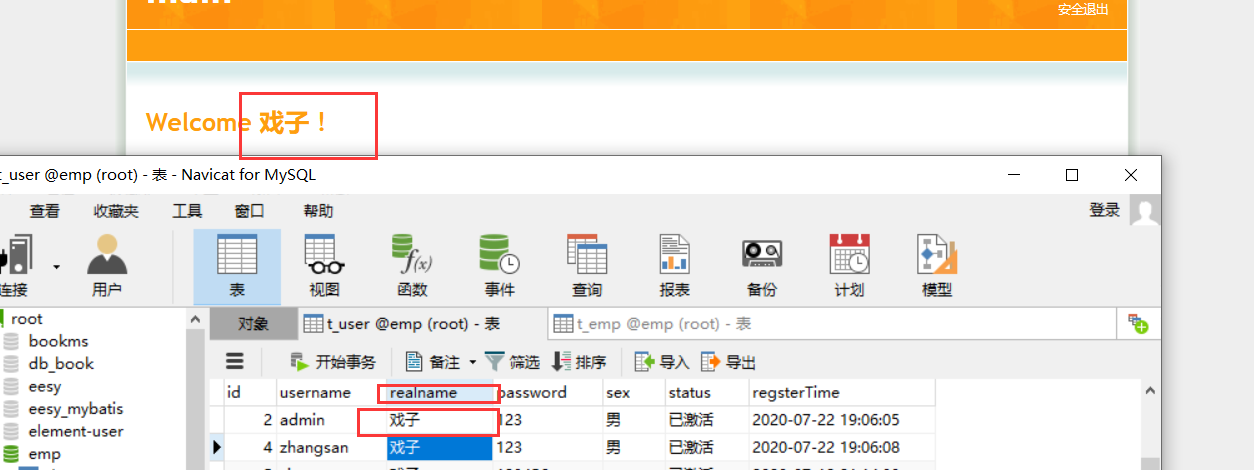 安全退出
Welcome 戏子！
t_user @emp (root) - 表 - Navicat for MySQL
查看 收藏夹 工具 窗口 帮助 登录
连接 用户 表 视图 函数 事件 查询 报表 备份 计划 模型
root
bookms
db_book
eesy
eesy_mybatis
element-user
emp
对象 t_user @emp (root) - 表 t_emp @emp (root) - 表
开始事务 备注 筛选 排序 导入 导出
id username realname password sex status regsterTime
2 admin 戏子 123 男 已激活 2020-07-22 19:06:05
4 zhangsan 戏子 123 男 已激活 2020-07-22 19:06:08